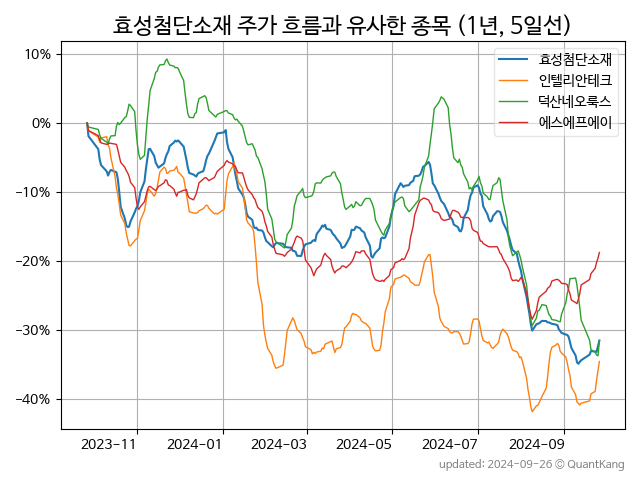 효성첨단소재 주가 흐름과 유사한 종목 (1년, 5일선)
10%
0%
-10%
-20%
-30%
-40%
효성첨단소재
인텔리안테크
덕산네오룩스
에스에프에이
2023-11
2024-01
2024-03
2024-05
2024-07
2024-09
updated: 2024-09-26 © QuantKang